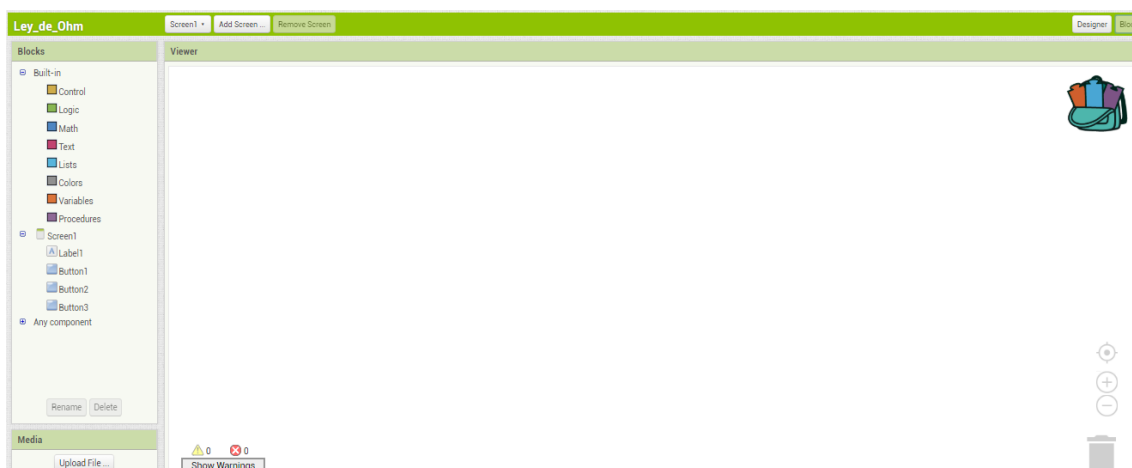 Ley_de_Ohm
Screen1
Add Screen ...
Remove Screen
Designer
Blocks
Viewer
Built-in
Control
Logic
Math
Text
Lists
Colors
Variables
Procedures
Screen1
A Label1
Button1
Button2
Button3
Any component
Rename Delete
Media
Upload File ...
0 0
Show Warnings